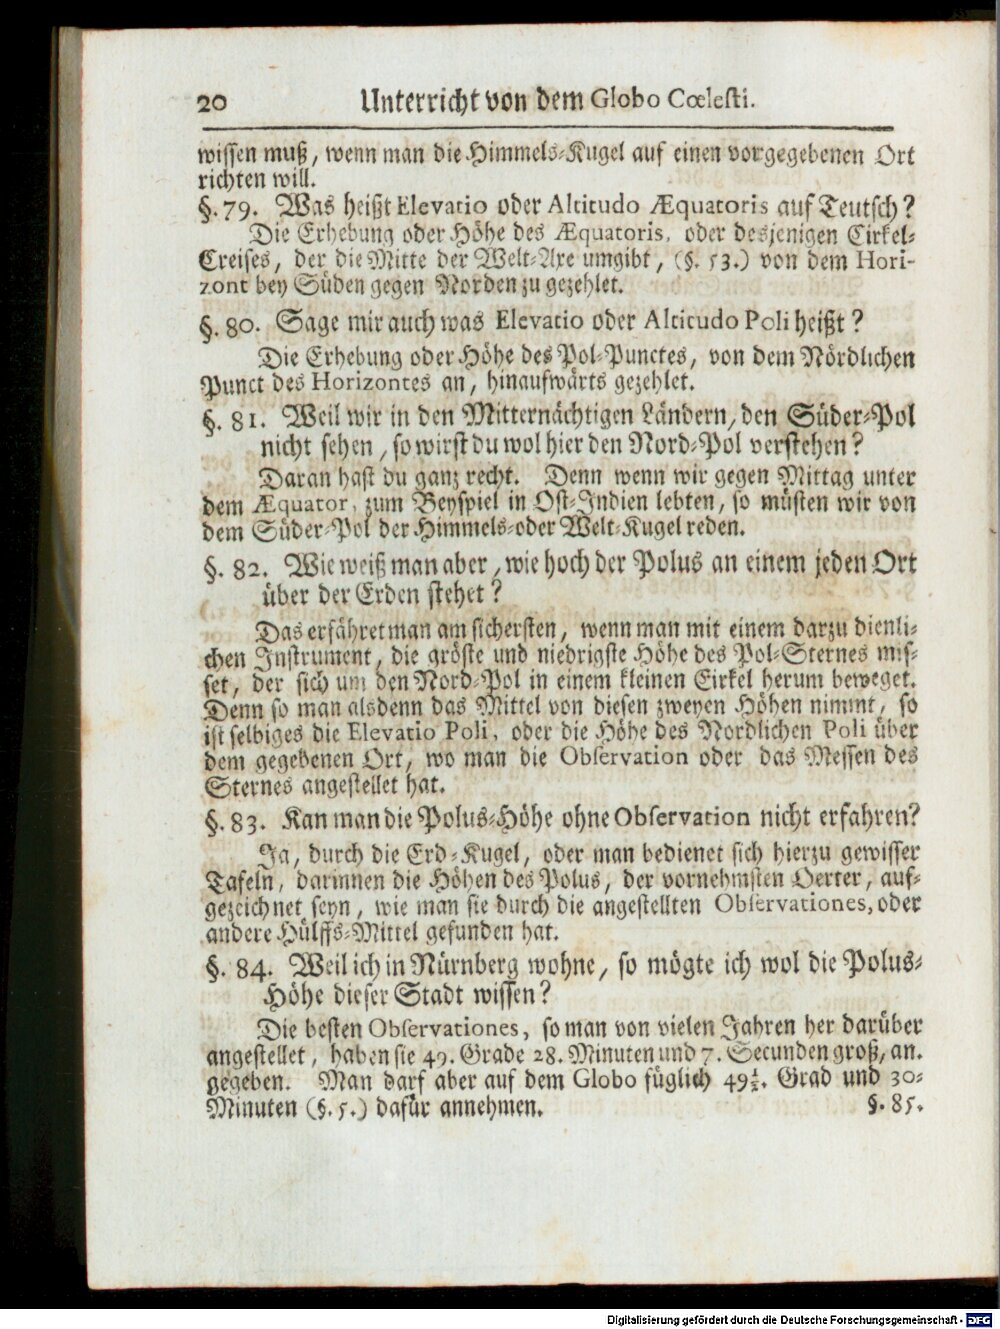 20 Unterricht von dem Globo Cœlesti.
wissen muß, wenn man die Himmels-Kugel auf einen vorgegebenen Ort
richten will.
§. 79. Was heißt Elevatio oder Altitudo Æquatoris auf Teutsch?
Die Erhebung oder Höhe des Æquatoris, oder desjenigen Cirkel-
Creises, der die Mitte der Welt-Axe umgibt, (§. 53.) von dem Hori-
zont bey Süden gegen Norden zu gezehlet.
§. 80. Sage mir auch was Elevatio oder Altitudo Poli heißt?
Die Erhebung oder Höhe des Pol-Punctes, von dem Nördlichen
Punct des Horizontes an, hinaufwärts gezehlet.
§. 81. Weil wir in den Mitternächtigen Ländern, den Süder-Pol
nicht sehen, so wirst du wol hier den Nord-Pol verstehen?
Daran hast du ganz recht. Denn wenn wir gegen Mittag unter
dem Æquator, zum Beyspiel in Ost-Indien lebten, so müsten wir von
dem Süder-Pol der Himmels- oder Welt-Kugel reden.
§. 82. Wie weiß man aber, wie hoch der Polus an einem jeden Ort
über der Erden stehet?
Das erfähret man am sichersten, wenn man mit einem darzu dienli-
chen Instrument, die gröste und niedrigste Höhe des Pol-Sternes mis-
set, der sich um den Nord-Pol in einem kleinen Cirkel herum beweget.
Denn so man alsdenn das Mittel von diesen zweyen Höhen nimmt, so
ist selbiges die Elevatio Poli, oder die Höhe des Nordlichen Poli über
dem gegebenen Ort, wo man die Observation oder das Messen des
Sternes angestellet hat.
§. 83. Kan man die Polus-Höhe ohne Observation nicht erfahren?
Ja, durch die Erd-Kugel, oder man bedienet sich hierzu gewisser
Tafeln, darinnen die Höhen des Polus, der vornehmsten Oerter, auf-
gezeichnet seyn, wie man sie durch die angestellten Observationes, oder
andere Hülffs-Mittel gefunden hat.
§. 84. Weil ich in Nürnberg wohne, so mögte ich wol die Polus-
Höhe dieser Stadt wissen?
Die besten Observationes, so man von vielen Jahren her darüber
angestellet, haben sie 49. Grade 28. Minuten und 7. Secunden groß, an.
gegeben. Man darf aber auf dem Globo füglich 49½. Grad und 30-
Minuten (§. 5.) dafür annehmen. §. 85.
Digitalisierung gefördert durch die Deutsche Forschungsgemeinschaft - DFG